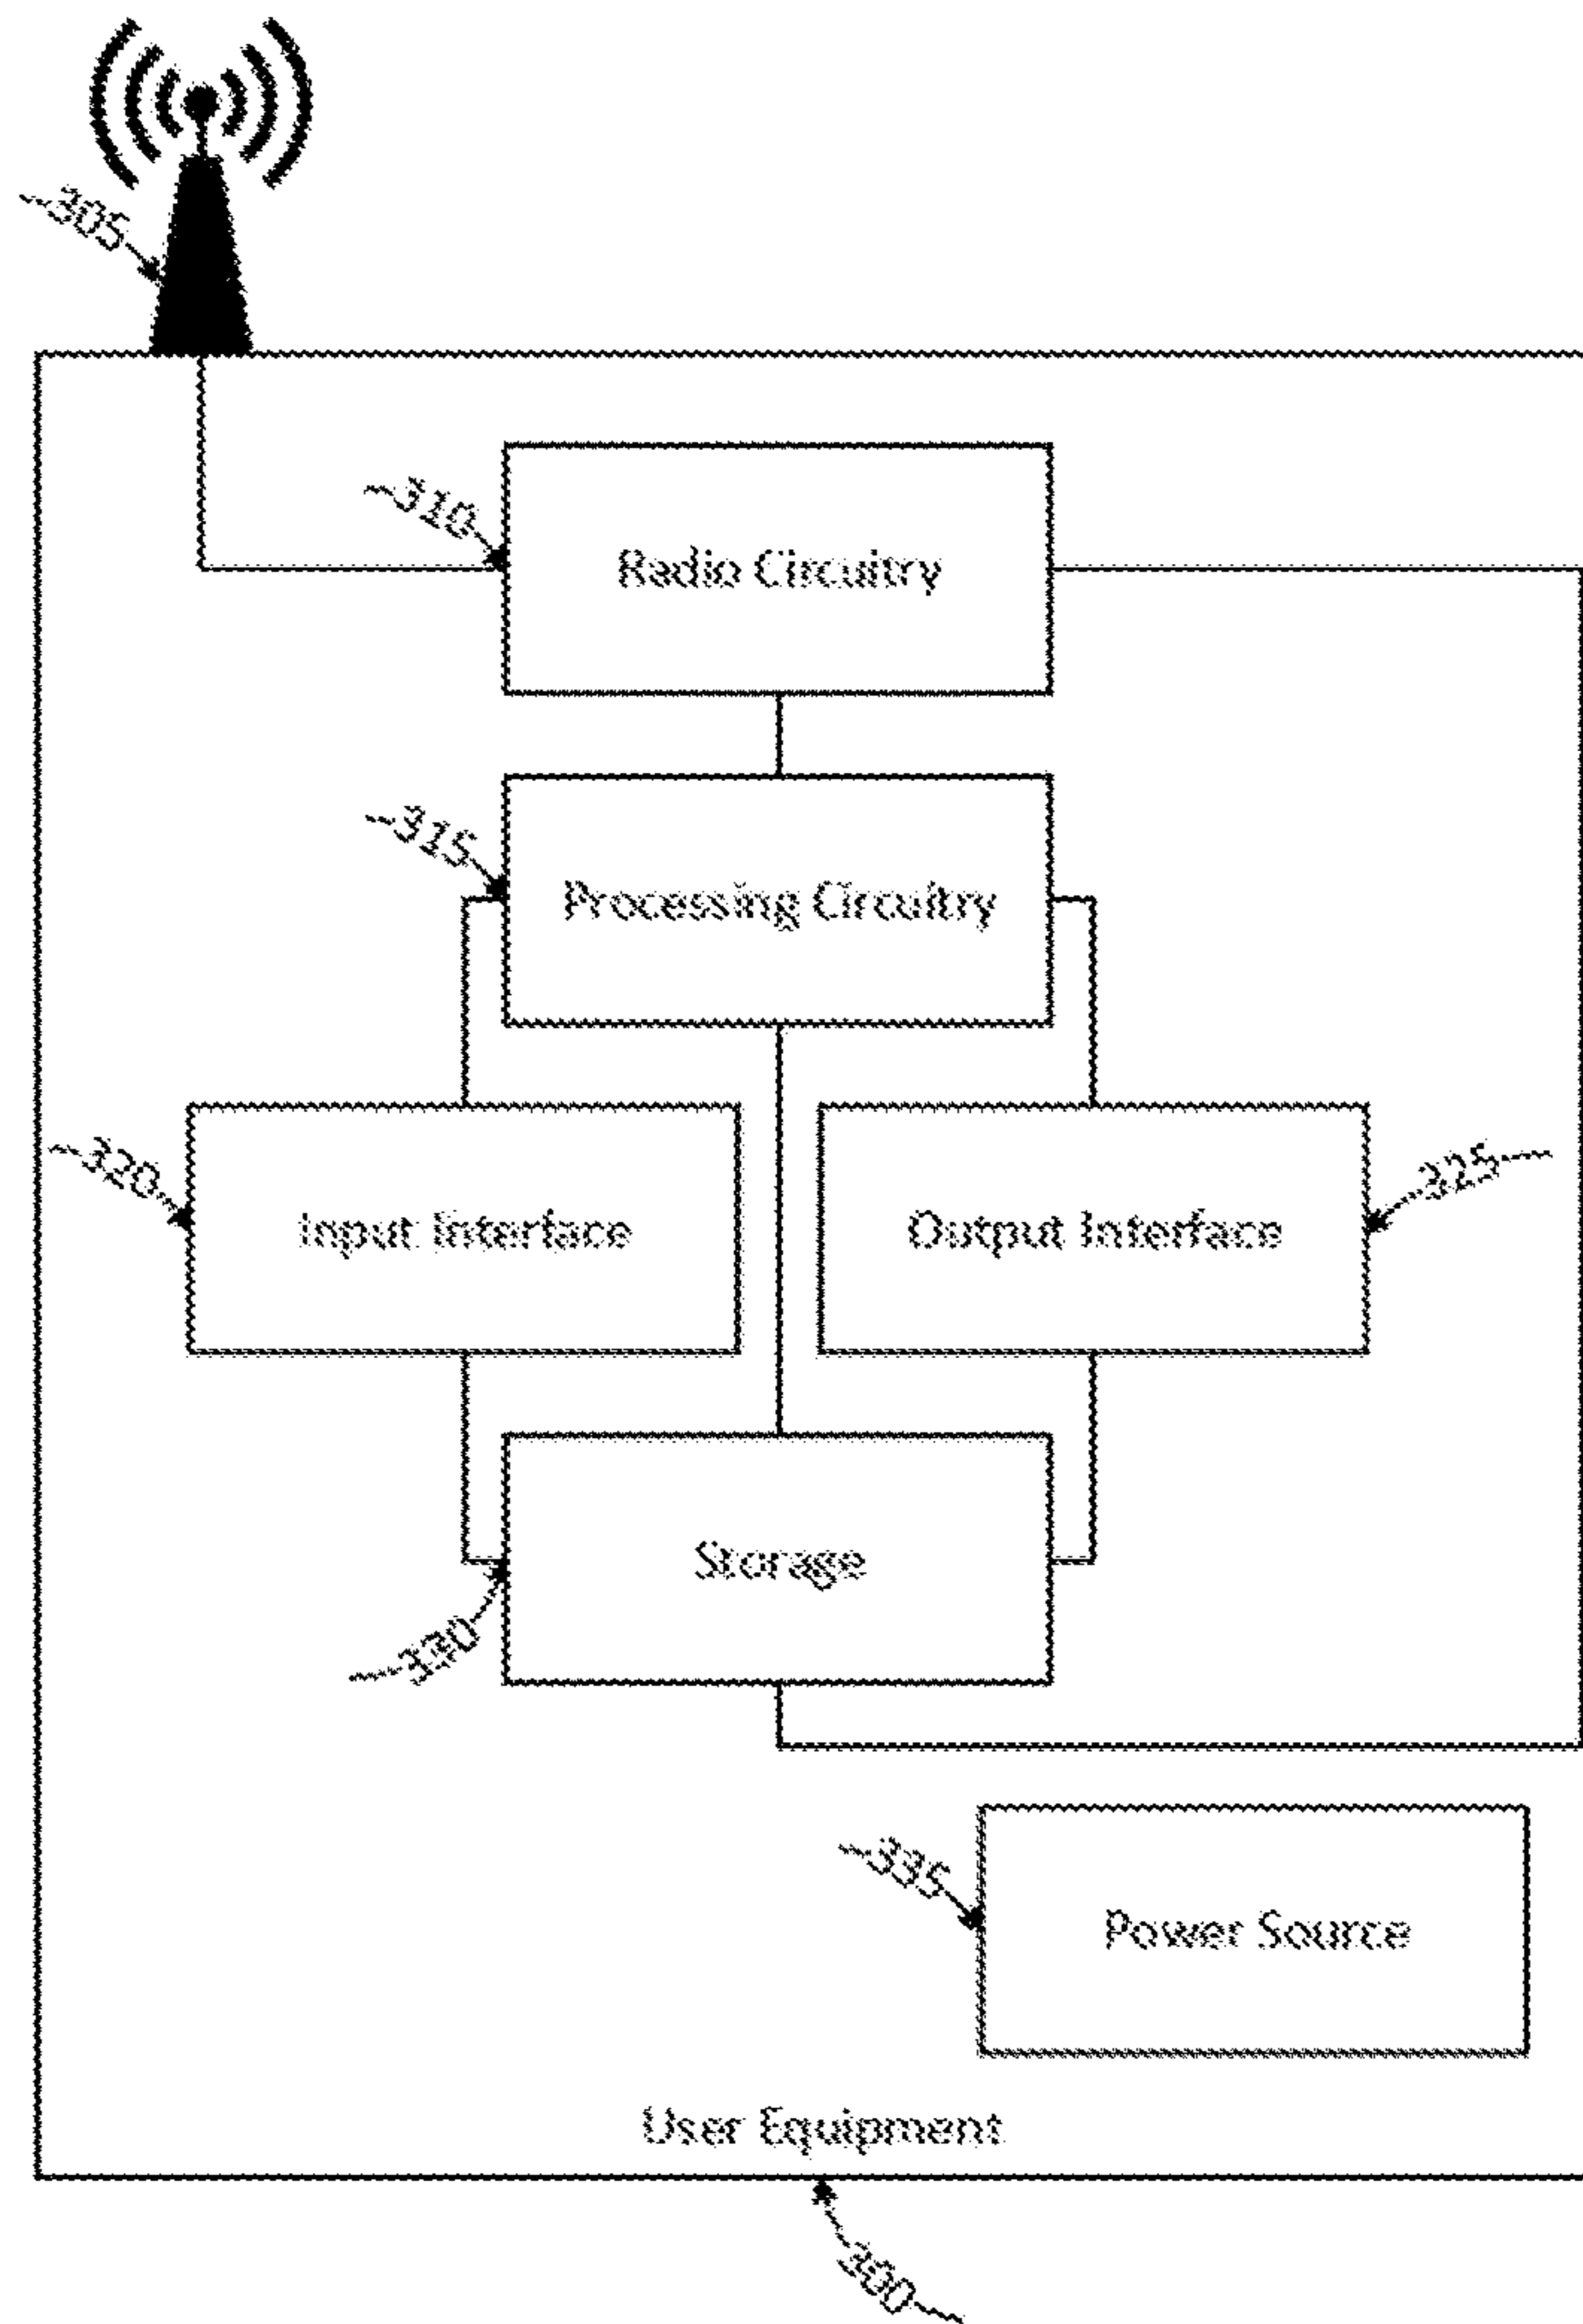 305
310
Radio Circuitry
315
Processing Circuitry
320
325
Input Interface
Output Interface
Storage
330
335
Power Source
User Equipment
300